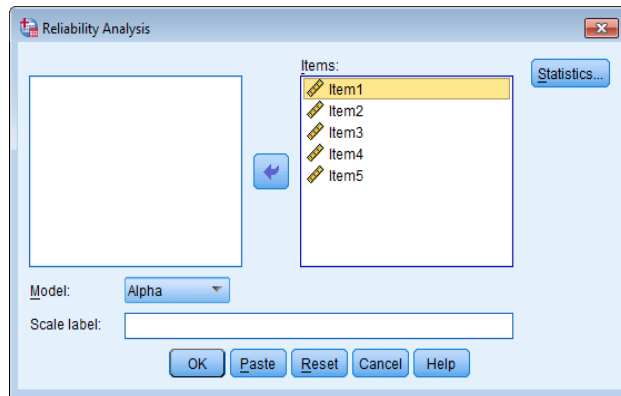 Reliability Analysis
Items:
Item1
Item2
Item3
Item4
Item5
Statistics...
Model:
Alpha
Scale label:
OK
Paste
Reset
Cancel
Help